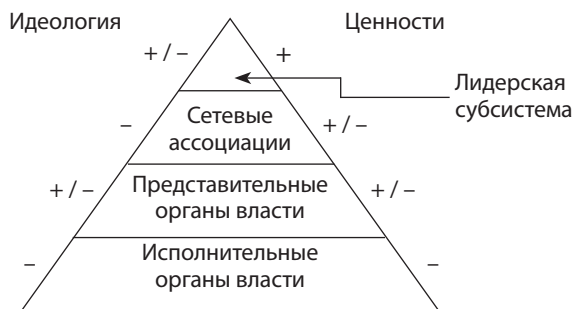 Идеология
Ценности
+ / –
+
Лидерская
субсистема
–
Сетевые
ассоциации
+ / –
+ / –
Представительные
органы власти
+ / –
–
Исполнительные
органы власти
–